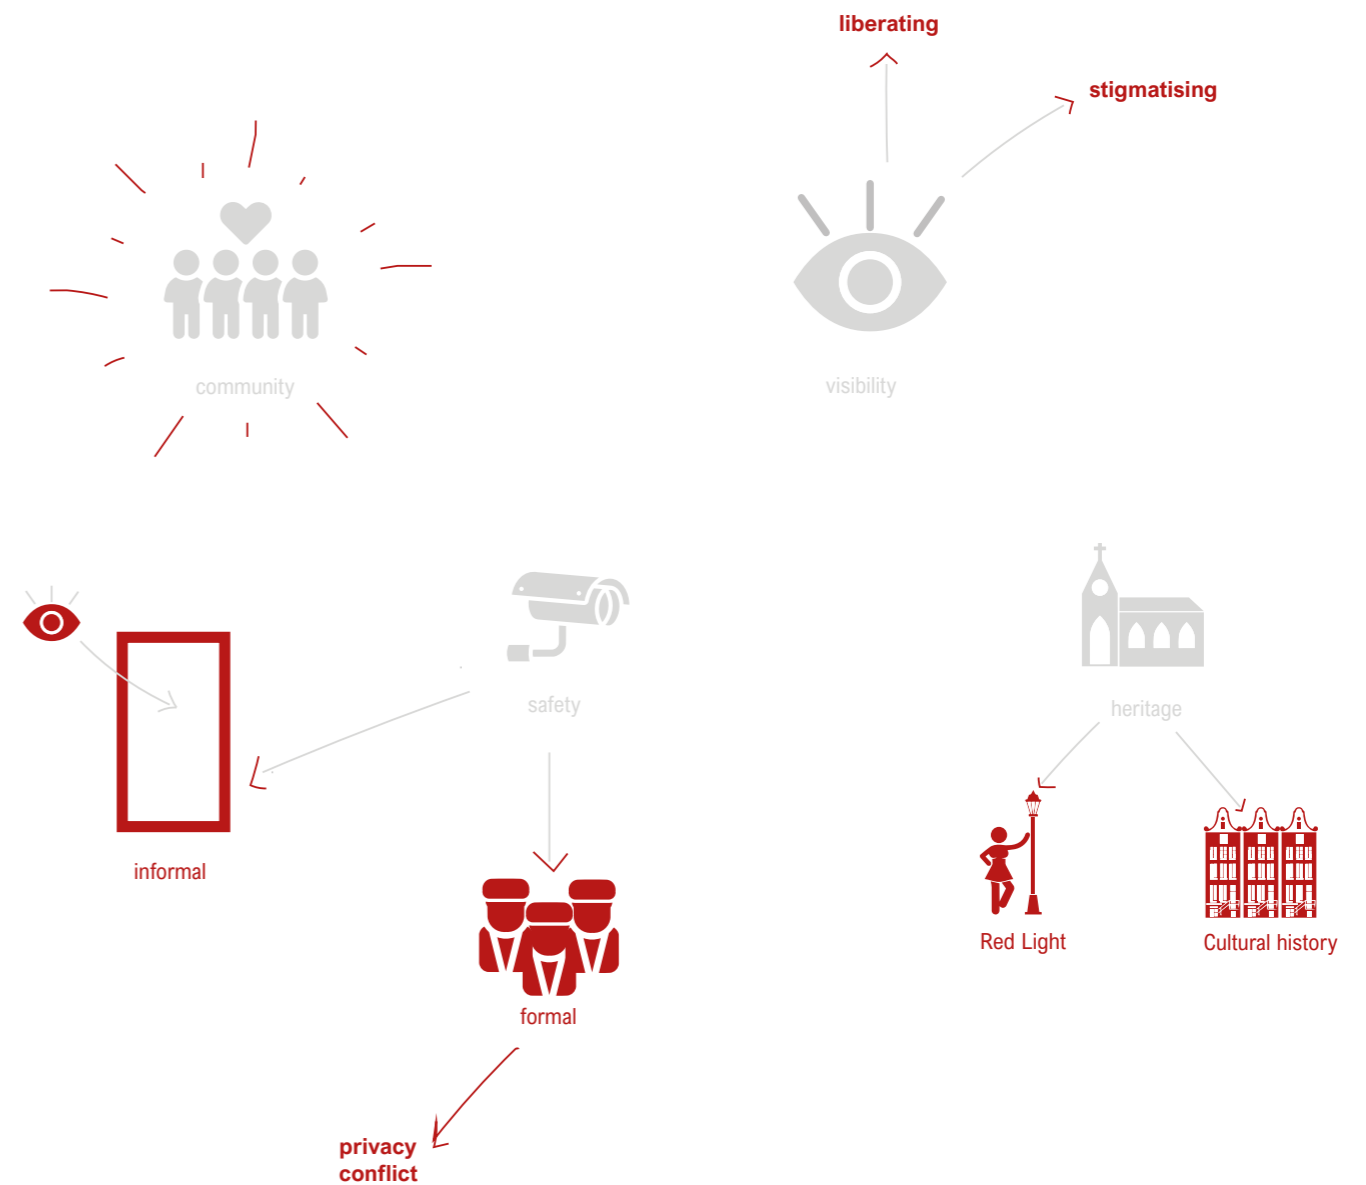 liberating
stigmatising
community
visibility
safety
heritage
informal
Red Light
Cultural history
formal
privacy
conflict